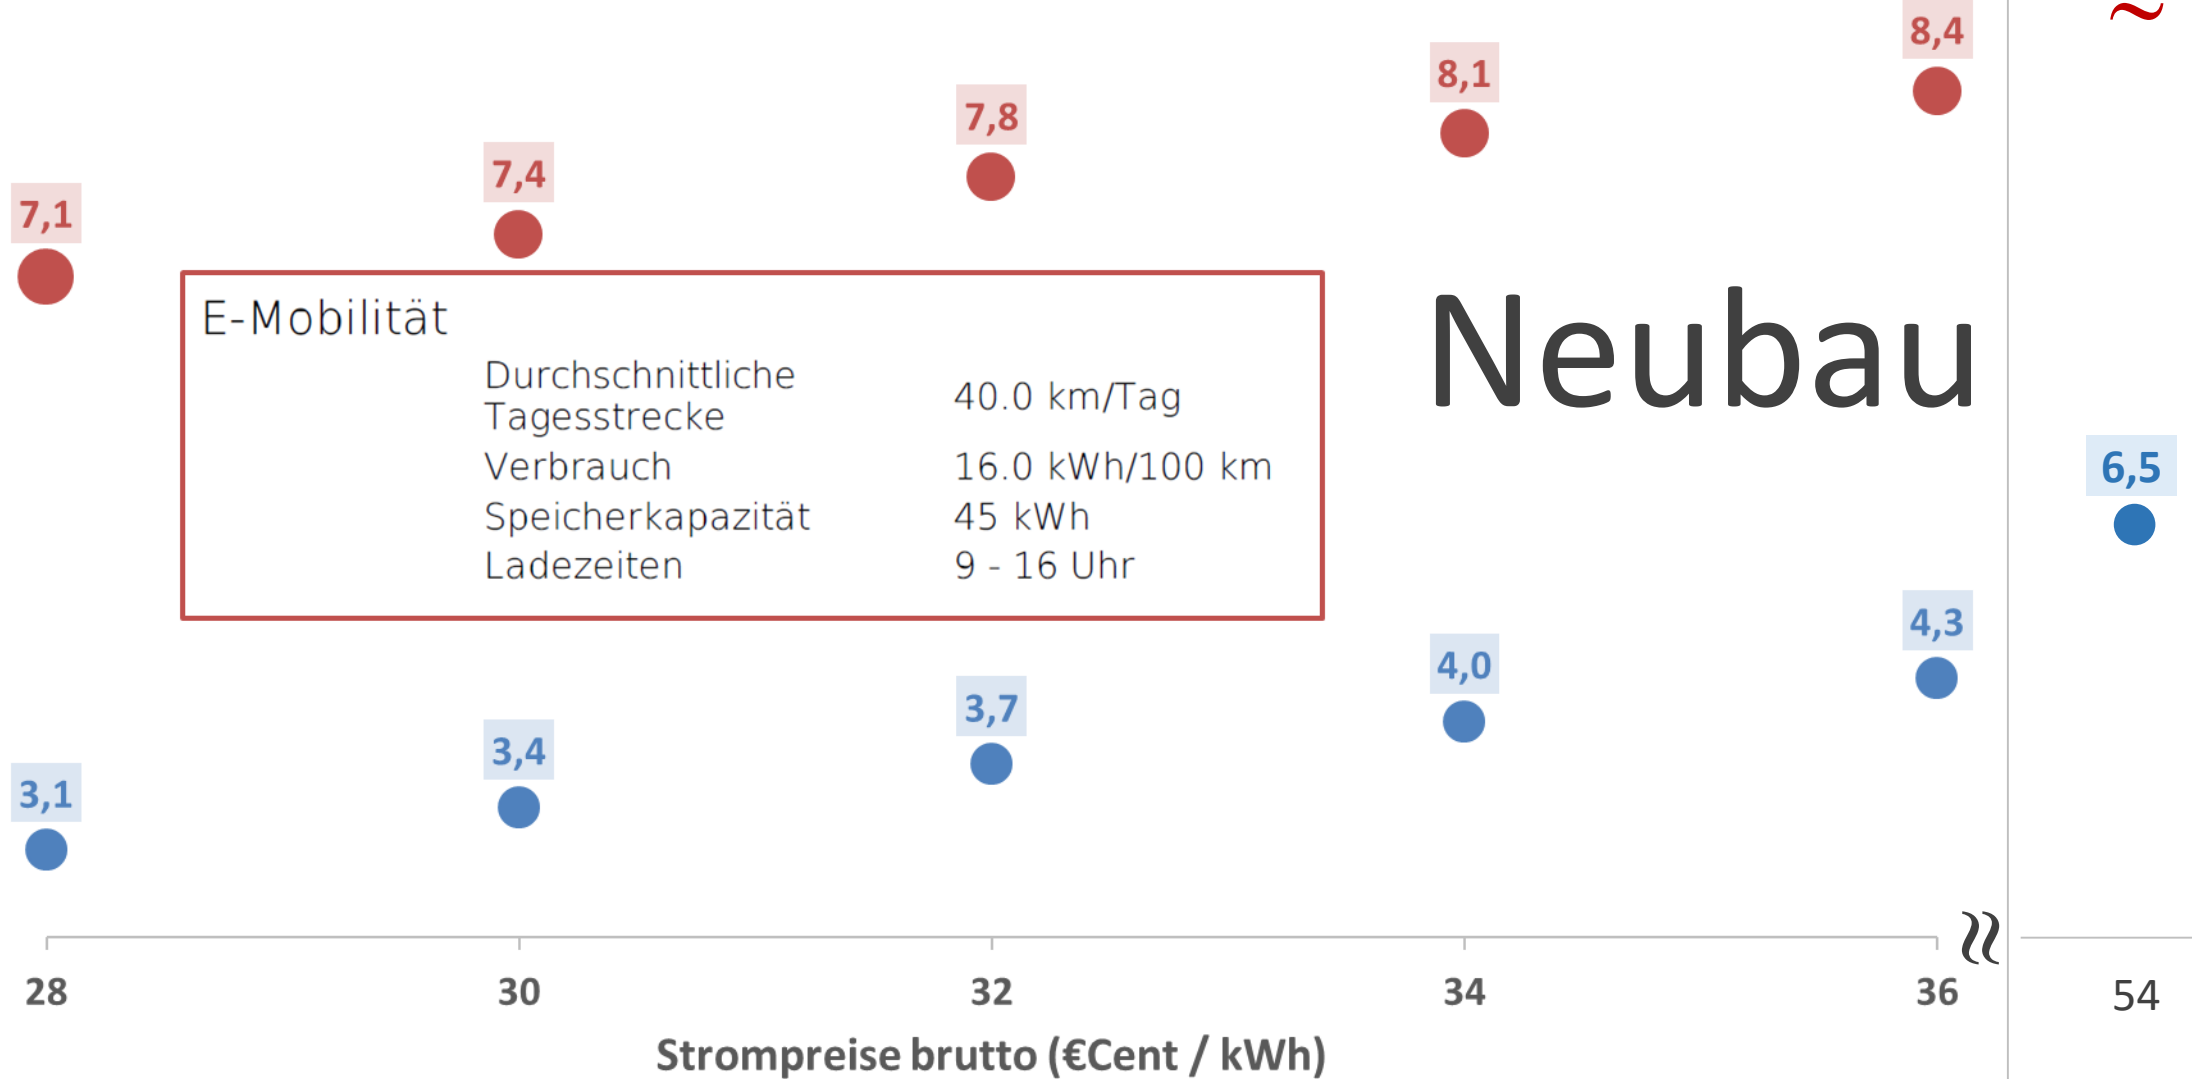 8,4
8,1
7,8
7,4
7,1
E-Mobilität
Durchschnittliche
Tagesstrecke
40.0 km/Tag
Verbrauch 16.0 kWh/100 km
Speicherkapazität 45 kWh
Ladezeiten 9 - 16 Uhr
Neubau
6,5
4,3
4,0
3,7
3,4
3,1
28 30 32 34 36 54
Strompreise brutto (€Cent / kWh)